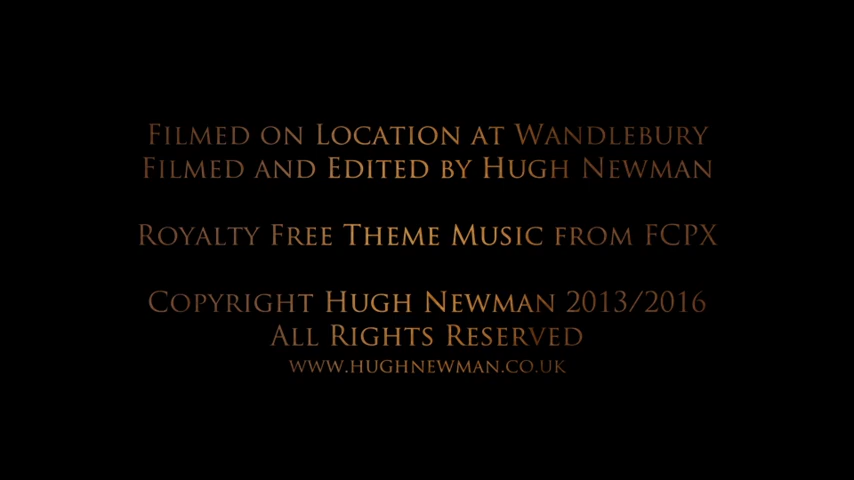 Filmed on Location at Wandlebury
Filmed and Edited by Hugh Newman
Royalty Free Theme Music from FCPX
Copyright Hugh Newman 2013/2016
All Rights Reserved
www.hughnewman.co.uk